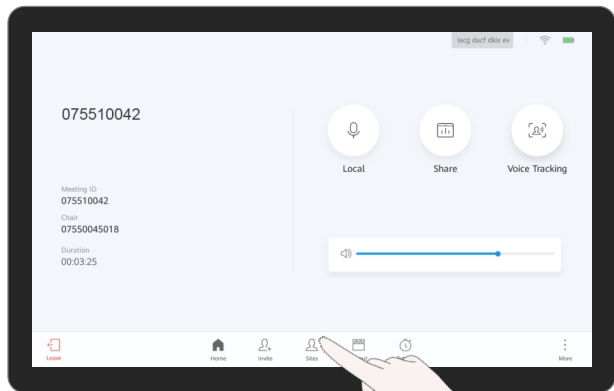 iacg dacf dkix ev
075510042
Local
Share
Voice Tracking
Meeting ID
075510042
Chair
07550045018
Duration
00:03:25
Leave
Home
Invite
Sites
More